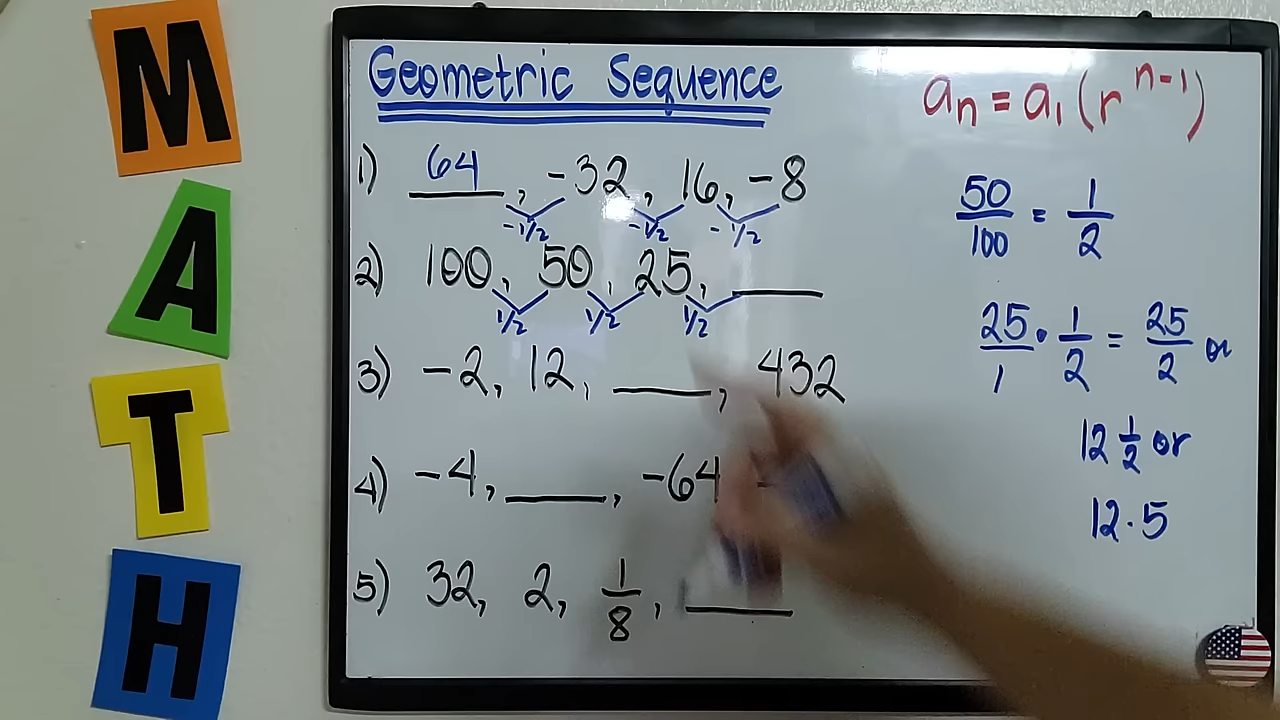 MATH
Geometric Sequence
1) 64, -32, 16, -8
-1/2 -1/2 -1/2
2) 100, 50, 25, ____
1/2 1/2 1/2
3) -2, 12, ____, 432
4) -4, ____, -64
5) 32, 2, 1/8, ____
aₙ = a₁(r^(n-1))
50/100 = 1/2
25/1 · 1/2 = 25/2 or
12 1/2 or
12.5